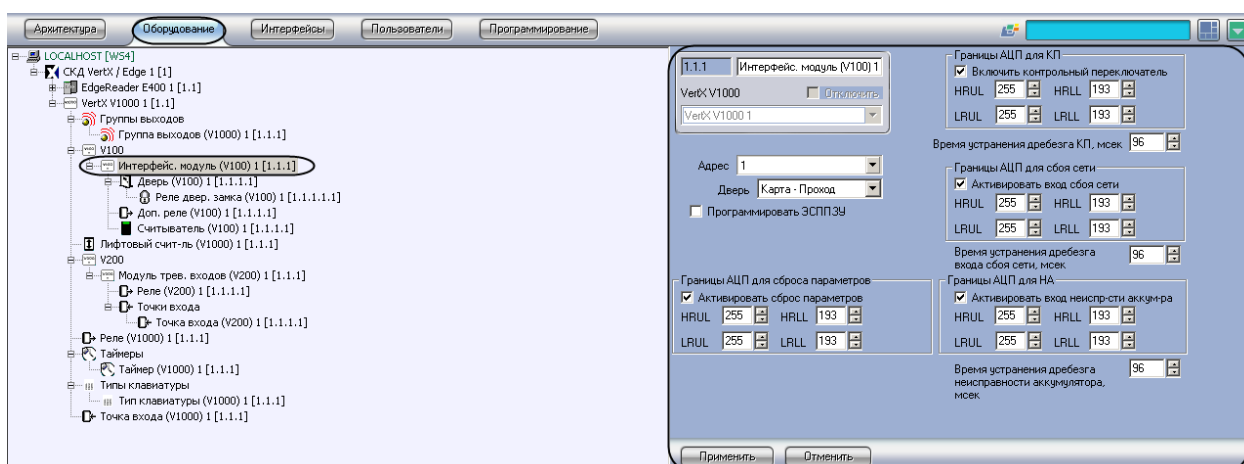 Архитектура Оборудование Интерфейсы Пользователи Программирование
LOCALHOST [WS4]
СКД VertX / Edge 1 [1]
EdgeReader E400 1 [1.1]
VertX V1000 1 [1.1]
Группы выходов
Группа выходов (V1000) 1 [1.1.1]
V100
Интерфейс. модуль (V100) 1 [1.1.1]
Дверь (V100) 1 [1.1.1.1]
Реле двер. замка (V100) 1 [1.1.1.1.1]
Доп. реле (V100) 1 [1.1.1.1]
Считыватель (V100) 1 [1.1.1.1]
Лифтовый счит-ль (V1000) 1 [1.1.1]
V200
Модуль трев. входов (V200) 1 [1.1.1]
Реле (V200) 1 [1.1.1.1]
Точки входа
Точка входа (V200) 1 [1.1.1.1]
Реле (V1000) 1 [1.1.1]
Таймеры
Таймер (V1000) 1 [1.1.1]
Типы клавиатуры
Тип клавиатуры (V1000) 1 [1.1.1]
Точка входа (V1000) 1 [1.1.1]
1.1.1 Интерфейс. модуль (V100) 1
VertX V1000 Отключить
VertX V1000 1
Адрес 1
Дверь Карта - Проход
Программировать ЭСППЗУ
Границы АЦП для сброса параметров
Активировать сброс параметров
HRUL 255 HRLL 193
LRUL 255 LRLL 193
Границы АЦП для КП
Включить контрольный переключатель
HRUL 255 HRLL 193
LRUL 255 LRLL 193
Время устранения дребезга КП, мсек 96
Границы АЦП для сбоя сети
Активировать вход сбоя сети
HRUL 255 HRLL 193
LRUL 255 LRLL 193
Время устранения дребезга 96
входа сбоя сети, мсек
Границы АЦП для НА
Активировать вход неиспр-сти аккум-ра
HRUL 255 HRLL 193
LRUL 255 LRLL 193
Время устранения дребезга 96
неисправности аккумулятора,
мсек
Применить Отменить